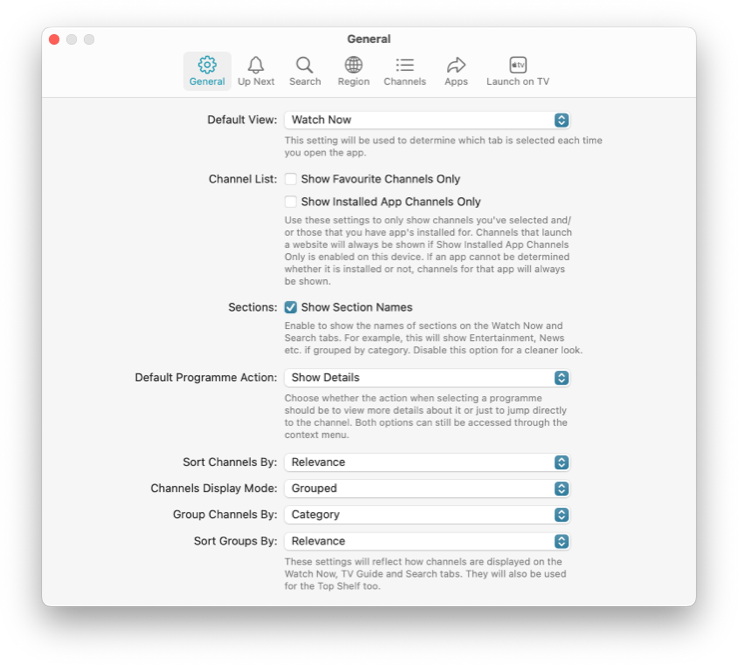 General
General Up Next Search Region Channels Apps Launch on TV
Default View: Watch Now
This setting will be used to determine which tab is selected each time
you open the app.
Channel List: Show Favourite Channels Only
Show Installed App Channels Only
Use these settings to only show channels you've selected and/
or those that you have app's installed for. Channels that launch
a website will always be shown if Show Installed App Channels
Only is enabled on this device. If an app cannot be determined
whether it is installed or not, channels for that app will always
be shown.
Sections: Show Section Names
Enable to show the names of sections on the Watch Now and
Search tabs. For example, this will show Entertainment, News
etc. if grouped by category. Disable this option for a cleaner look.
Default Programme Action: Show Details
Choose whether the action when selecting a programme
should be to view more details about it or just to jump directly
to the channel. Both options can still be accessed through the
context menu.
Sort Channels By: Relevance
Channels Display Mode: Grouped
Group Channels By: Category
Sort Groups By: Relevance
These settings will reflect how channels are displayed on the
Watch Now, TV Guide and Search tabs. They will also be used
for the Top Shelf too.